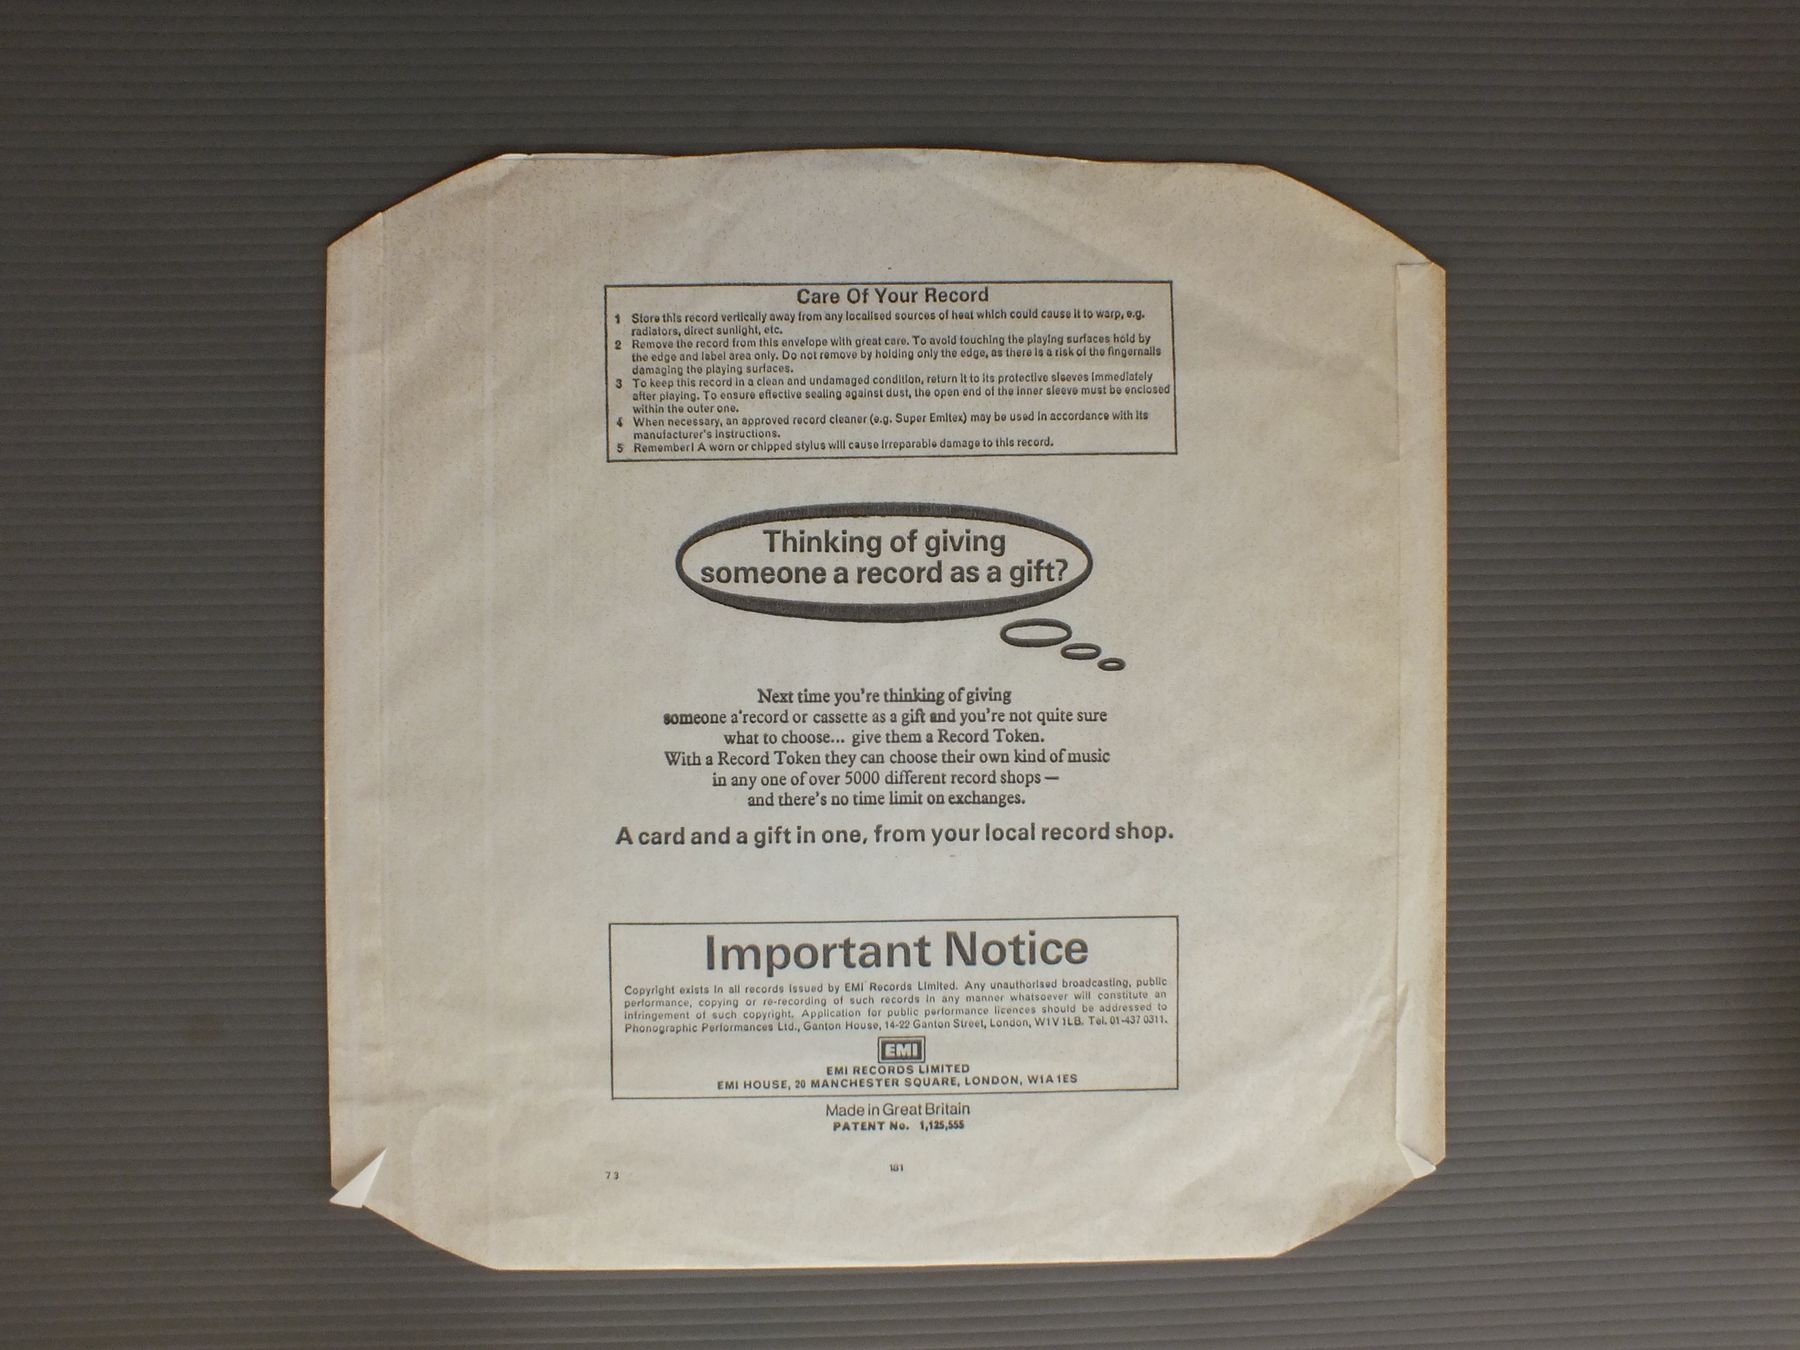 Care Of Your Record
1 Store this record vertically away from any localised sources of heat which could cause it to warp, e.g.
radiators, direct sunlight, etc.
2 Remove the record from this envelope with great care. To avoid touching the playing surfaces hold by
the edge and label area only. Do not remove by holding only the edge, as there is a risk of the fingernails
damaging the playing surfaces.
3 To keep this record in a clean and undamaged condition, return it to its protective sleeves immediately
after playing. To ensure effective sealing against dust, the open end of the inner sleeve must be enclosed
within the outer one.
4 When necessary, an approved record cleaner (e.g. Super Emitex) may be used in accordance with its
manufacturer's instructions.
5 Remember! A worn or chipped stylus will cause irreparable damage to this record.
Thinking of giving
someone a record as a gift?
Next time you're thinking of giving
someone a record or cassette as a gift and you're not quite sure
what to choose... give them a Record Token.
With a Record Token they can choose their own kind of music
in any one of over 5000 different record shops —
and there's no time limit on exchanges.
A card and a gift in one, from your local record shop.
Important Notice
Copyright exists in all records issued by EMI Records Limited. Any unauthorised broadcasting, public
performance, copying or re-recording of such records in any manner whatsoever will constitute an
infringement of such copyright. Application for public performance licences should be addressed to
Phonographic Performances Ltd., Ganton House, 14-22 Ganton Street, London, W1V 1LB. Tel. 01-437 0311.
EMI
EMI RECORDS LIMITED
EMI HOUSE, 20 MANCHESTER SQUARE, LONDON, W1A 1ES
Made in Great Britain
PATENT No. 1,125,555
181
73